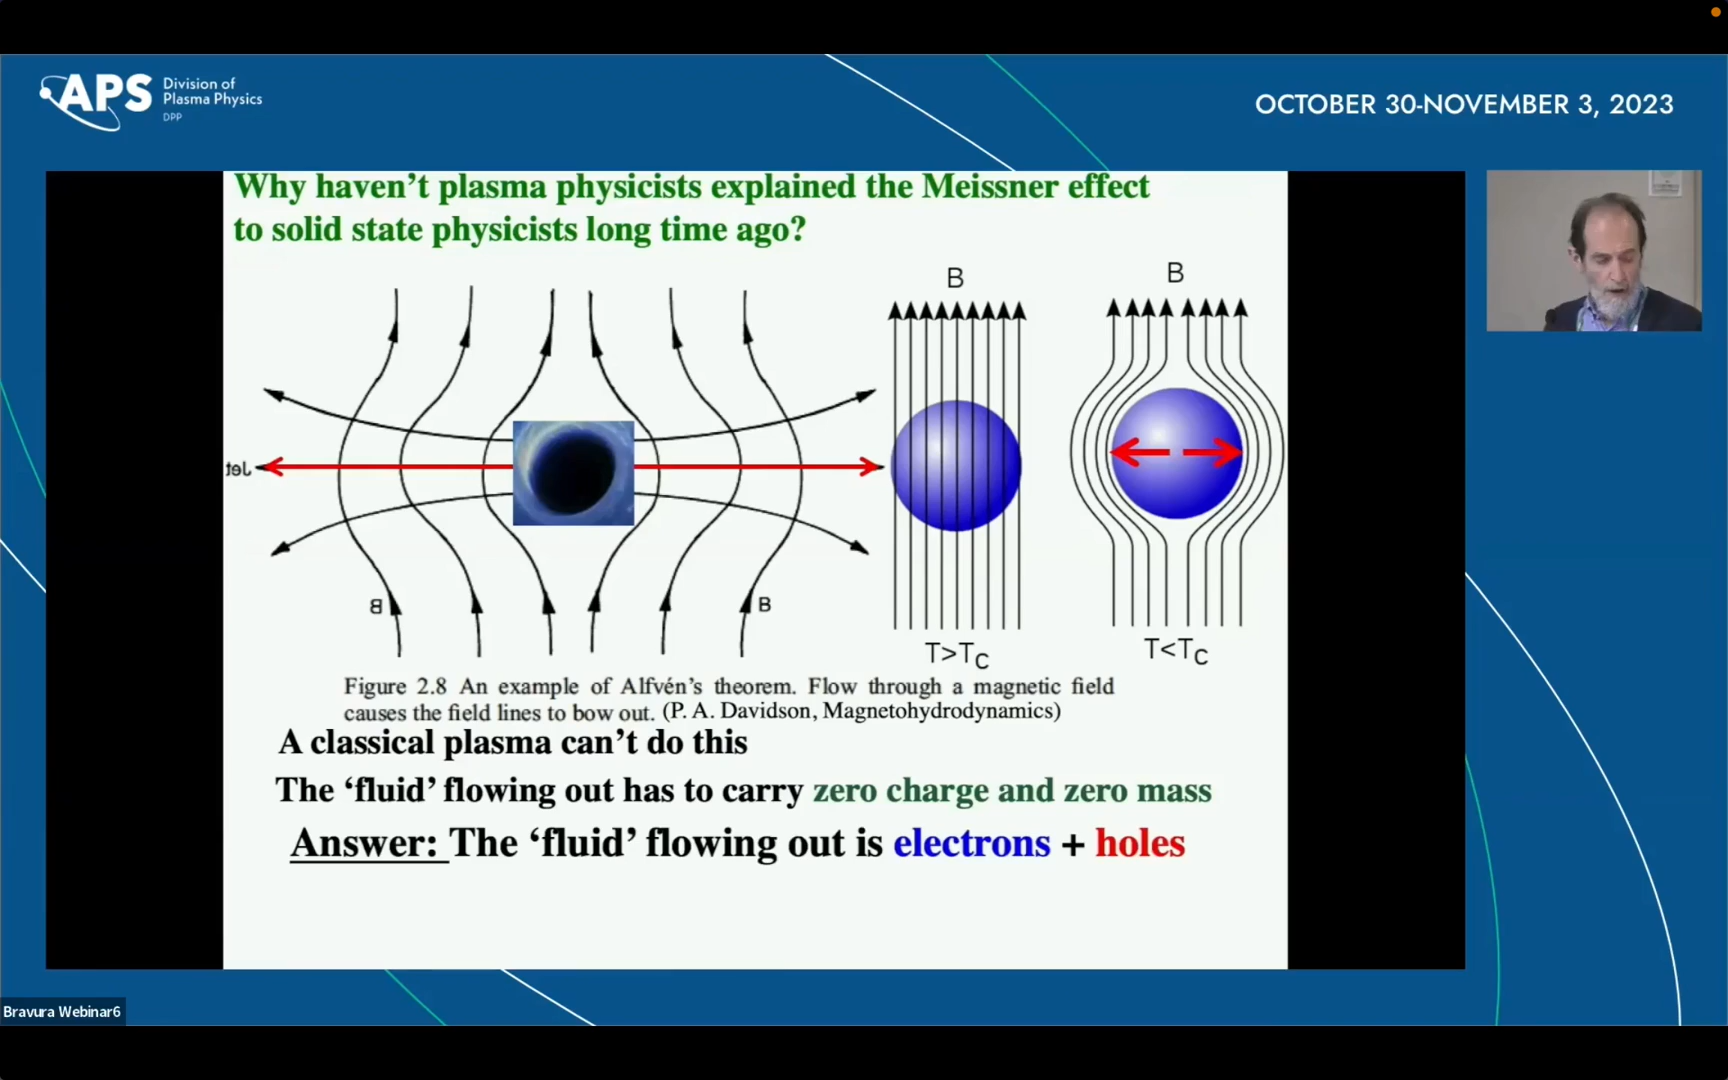 APS
Division of
Plasma Physics
DPP
OCTOBER 30-NOVEMBER 3, 2023
Why haven’t plasma physicists explained the Meissner effect
to solid state physicists long time ago?
B
B
Jet
B
B
T>TC
T<TC
Figure 2.8 An example of Alfvén’s theorem. Flow through a magnetic field
causes the field lines to bow out. (P. A. Davidson, Magnetohydrodynamics)
A classical plasma can’t do this
The ‘fluid’ flowing out has to carry zero charge and zero mass
Answer: The ‘fluid’ flowing out is electrons + holes
Bravura Webinar6